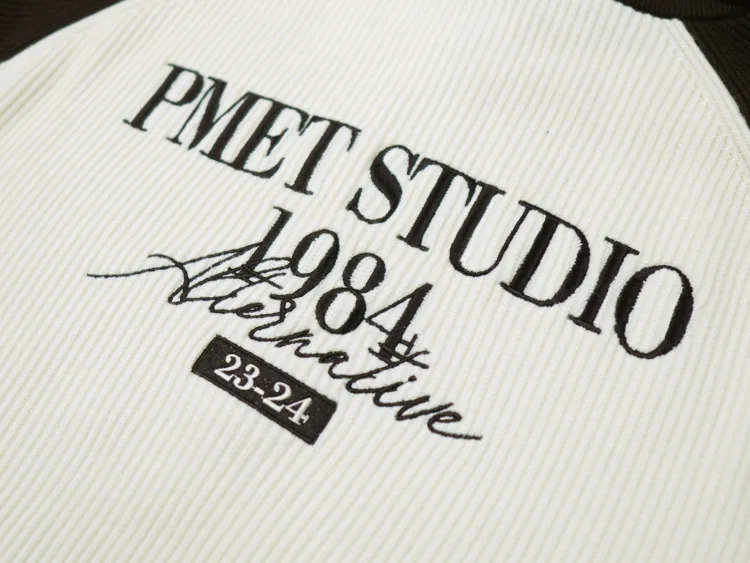 PMET STUDIO
1984
Alternative
23-24